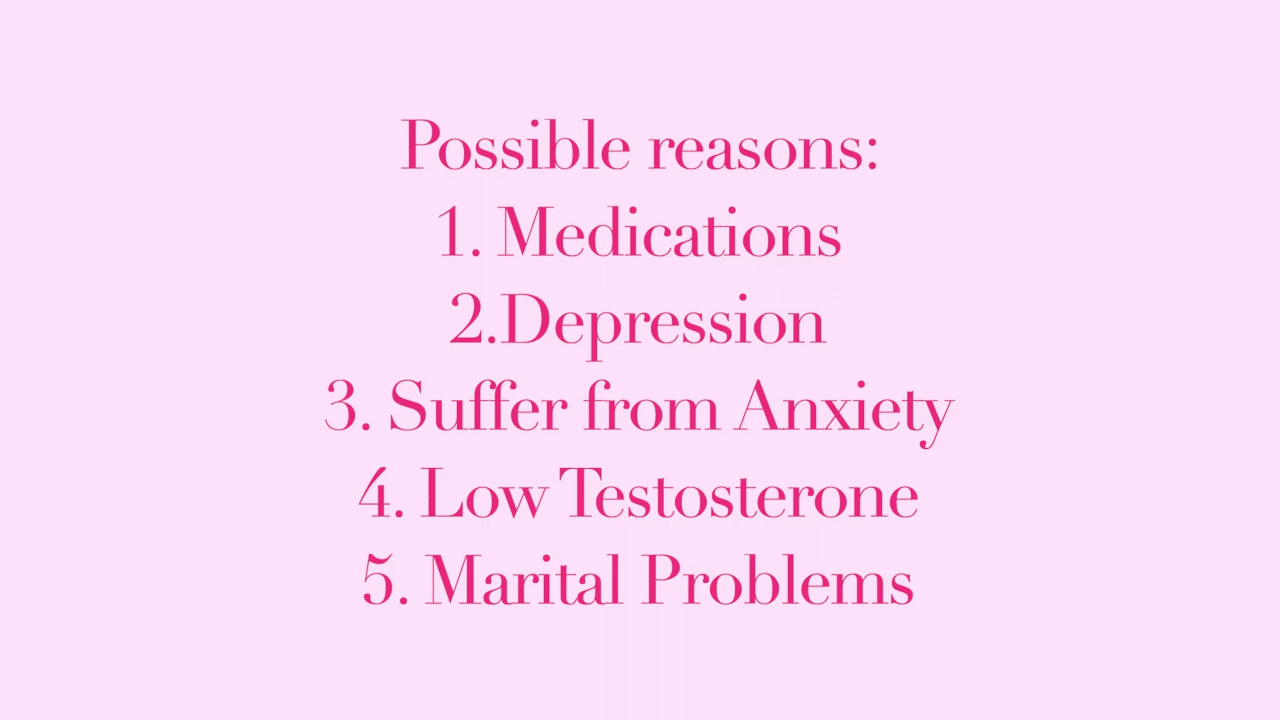 Possible reasons:
1. Medications
2.Depression
3. Suffer from Anxiety
4. Low Testosterone
5. Marital Problems